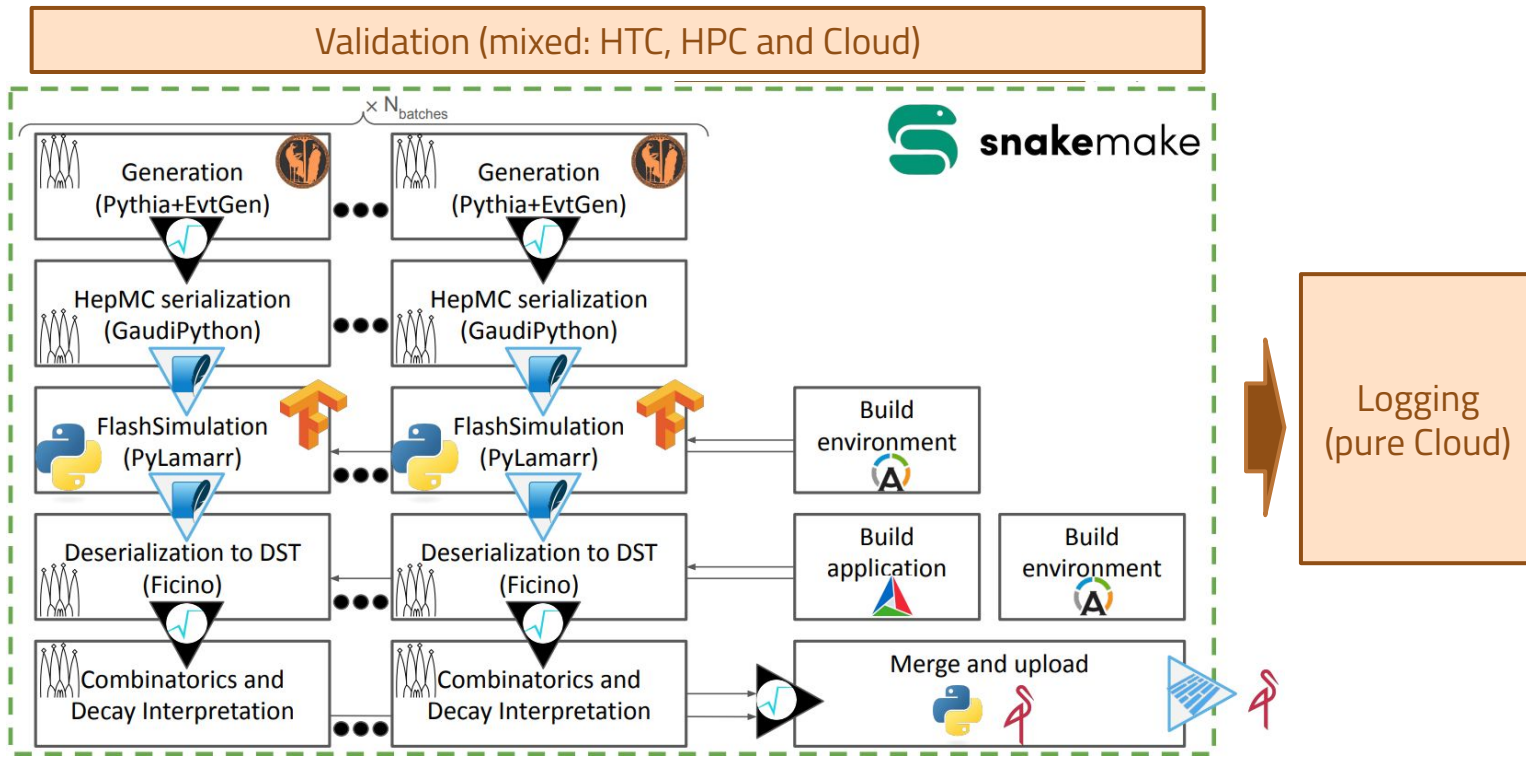 Validation (mixed: HTC, HPC and Cloud)
× N_batches
snakemake
Generation
(Pythia+EvtGen)
Generation
(Pythia+EvtGen)
HepMC serialization
(GaudiPython)
HepMC serialization
(GaudiPython)
FlashSimulation
(PyLamarr)
FlashSimulation
(PyLamarr)
Build
environment
A
Deserialization to DST
(Ficino)
Deserialization to DST
(Ficino)
Build
application
Build
environment
A
Combinatorics and
Decay Interpretation
Combinatorics and
Decay Interpretation
Merge and upload
Logging
(pure Cloud)